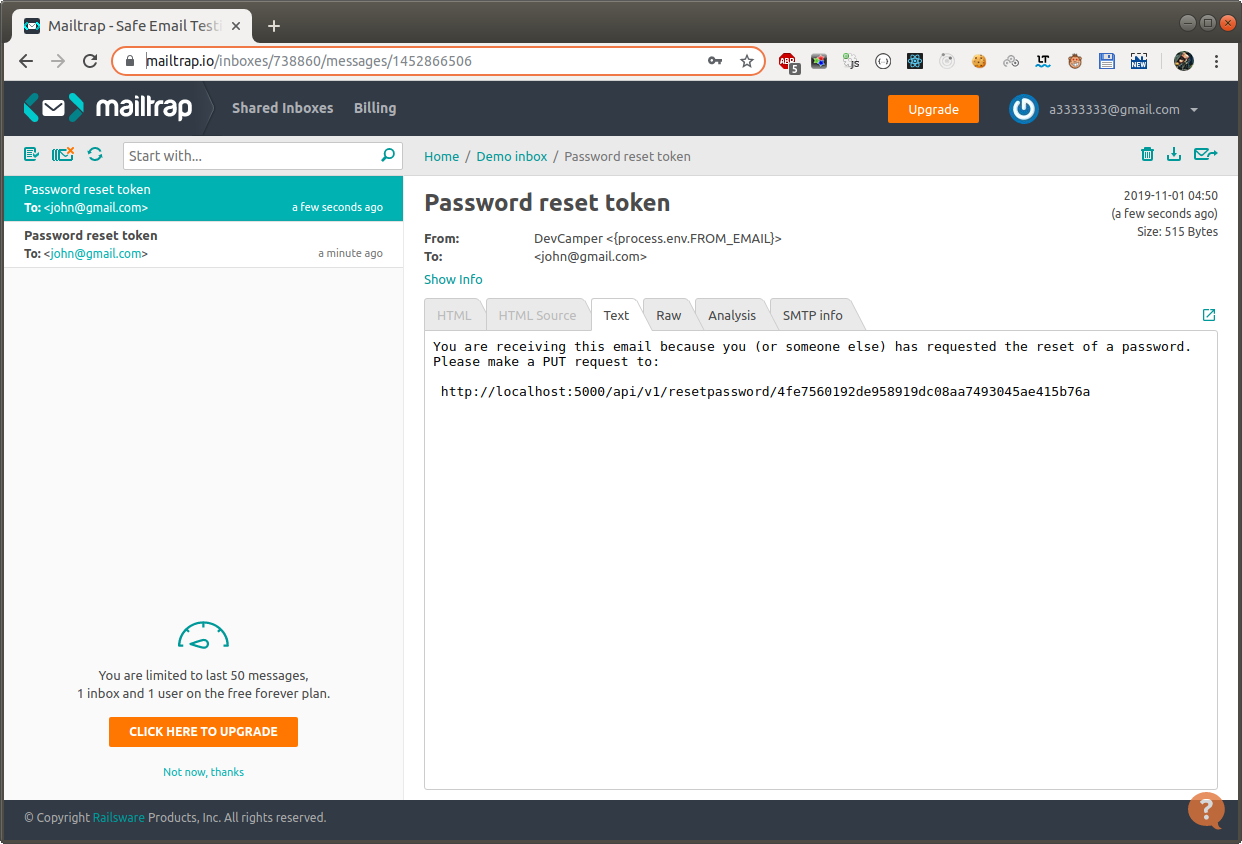 Mailtrap - Safe Email Testi
mailtrap.io/inboxes/738860/messages/1452866506
ABP
5
js
LT
NEW
mailtrap
Shared Inboxes
Billing
Upgrade
a3333333@gmail.com
Start with...
Home / Demo inbox / Password reset token
Password reset token
To: <john@gmail.com>
a few seconds ago
Password reset token
To: <john@gmail.com>
a minute ago
You are limited to last 50 messages,
1 inbox and 1 user on the free forever plan.
CLICK HERE TO UPGRADE
Not now, thanks
Password reset token
2019-11-01 04:50
(a few seconds ago)
Size: 515 Bytes
From: DevCamper <{process.env.FROM_EMAIL}>
To: <john@gmail.com>
Show Info
HTML
HTML Source
Text
Raw
Analysis
SMTP info
You are receiving this email because you (or someone else) has requested the reset of a password.
Please make a PUT request to:
http://localhost:5000/api/v1/resetpassword/4fe7560192de958919dc08aa7493045ae415b76a
© Copyright Railsware Products, Inc. All rights reserved.
?